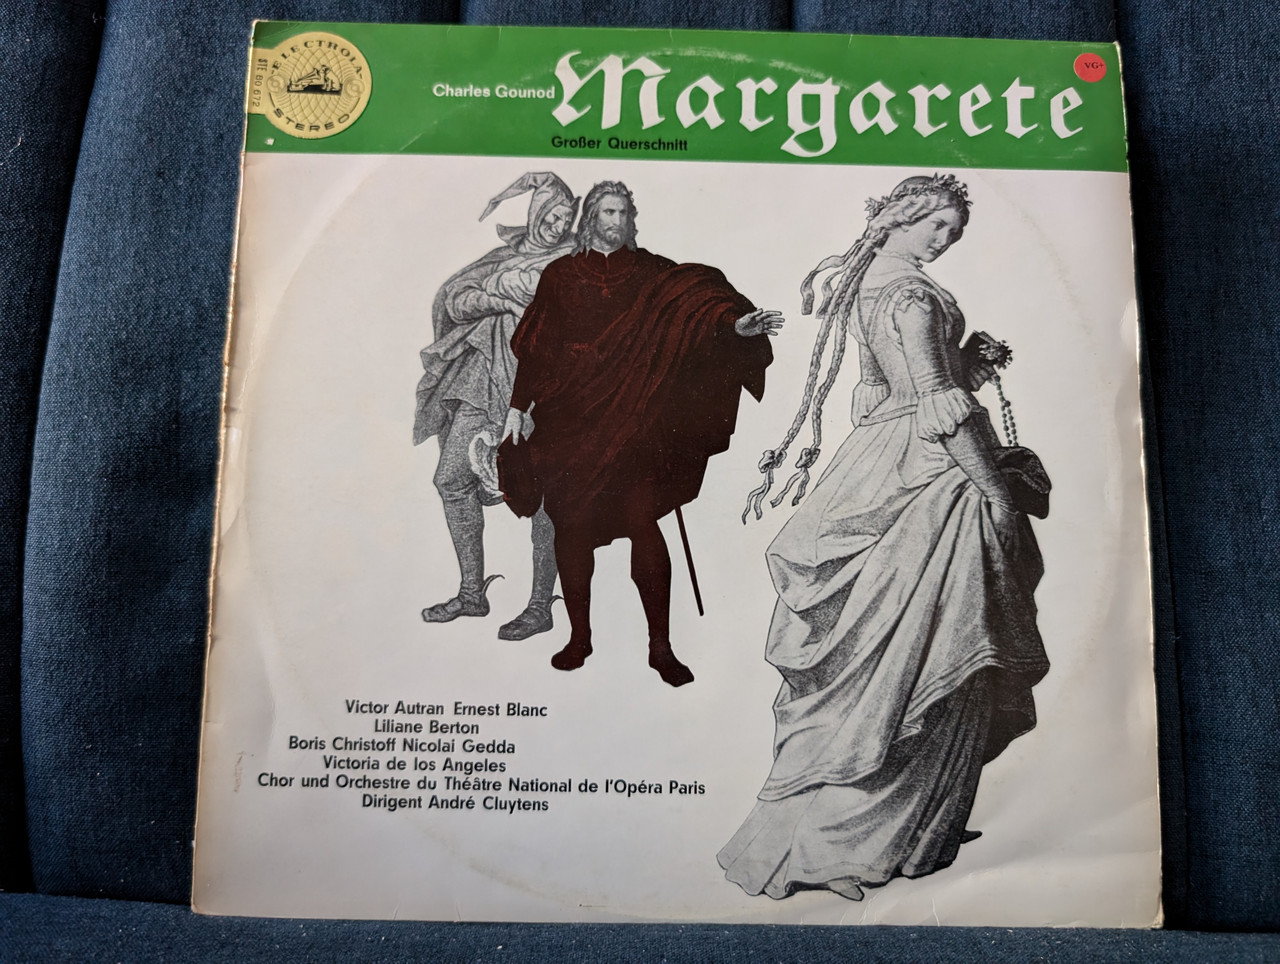 ELECTROLA
STEREO
STE 80 672
Charles Gounod Margarete
VG+
Großer Querschnitt
Victor Autran Ernest Blanc
Liliane Berton
Boris Christoff Nicolai Gedda
Victoria de los Angeles
Chor und Orchestre du Théâtre National de l'Opéra Paris
Dirigent André Cluytens